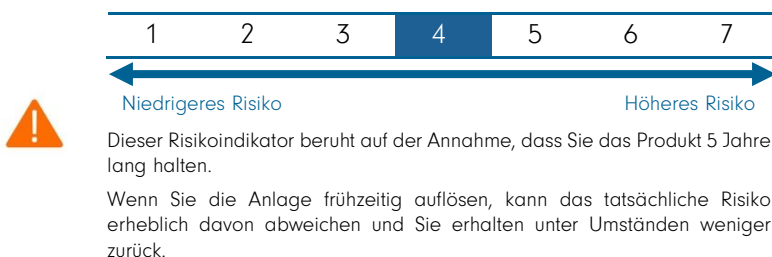 1 2 3 4 5 6 7
Niedrigeres Risiko Höheres Risiko
Dieser Risikoindikator beruht auf der Annahme, dass Sie das Produkt 5 Jahre
lang halten.
Wenn Sie die Anlage frühzeitig auflösen, kann das tatsächliche Risiko
erheblich davon abweichen und Sie erhalten unter Umständen weniger
zurück.